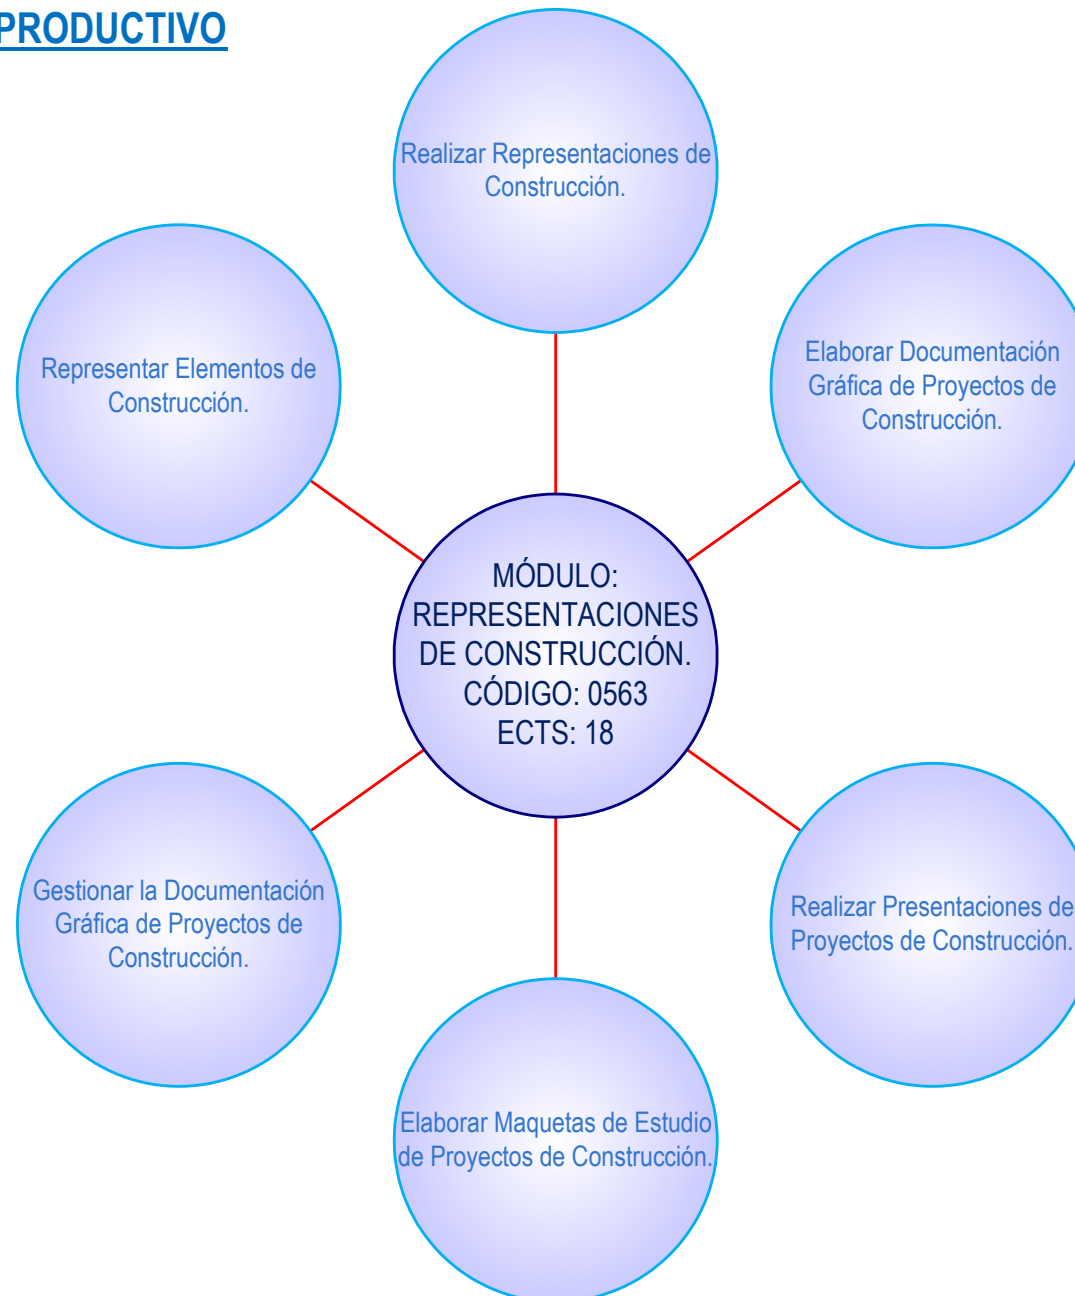 PRODUCTIVO
Realizar Representaciones de
Construcción.
Representar Elementos de
Construcción.
Elaborar Documentación
Gráfica de Proyectos de
Construcción.
MÓDULO:
REPRESENTACIONES
DE CONSTRUCCIÓN.
CÓDIGO: 0563
ECTS: 18
Gestionar la Documentación
Gráfica de Proyectos de
Construcción.
Realizar Presentaciones de
Proyectos de Construcción.
Elaborar Maquetas de Estudio
de Proyectos de Construcción.